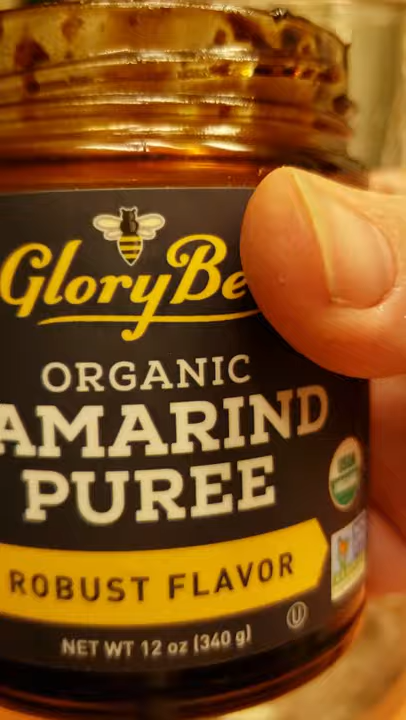 GloryBe
ORGANIC
AMARIND
PUREE
ROBUST FLAVOR
U
NET WT 12 oz (340 g)